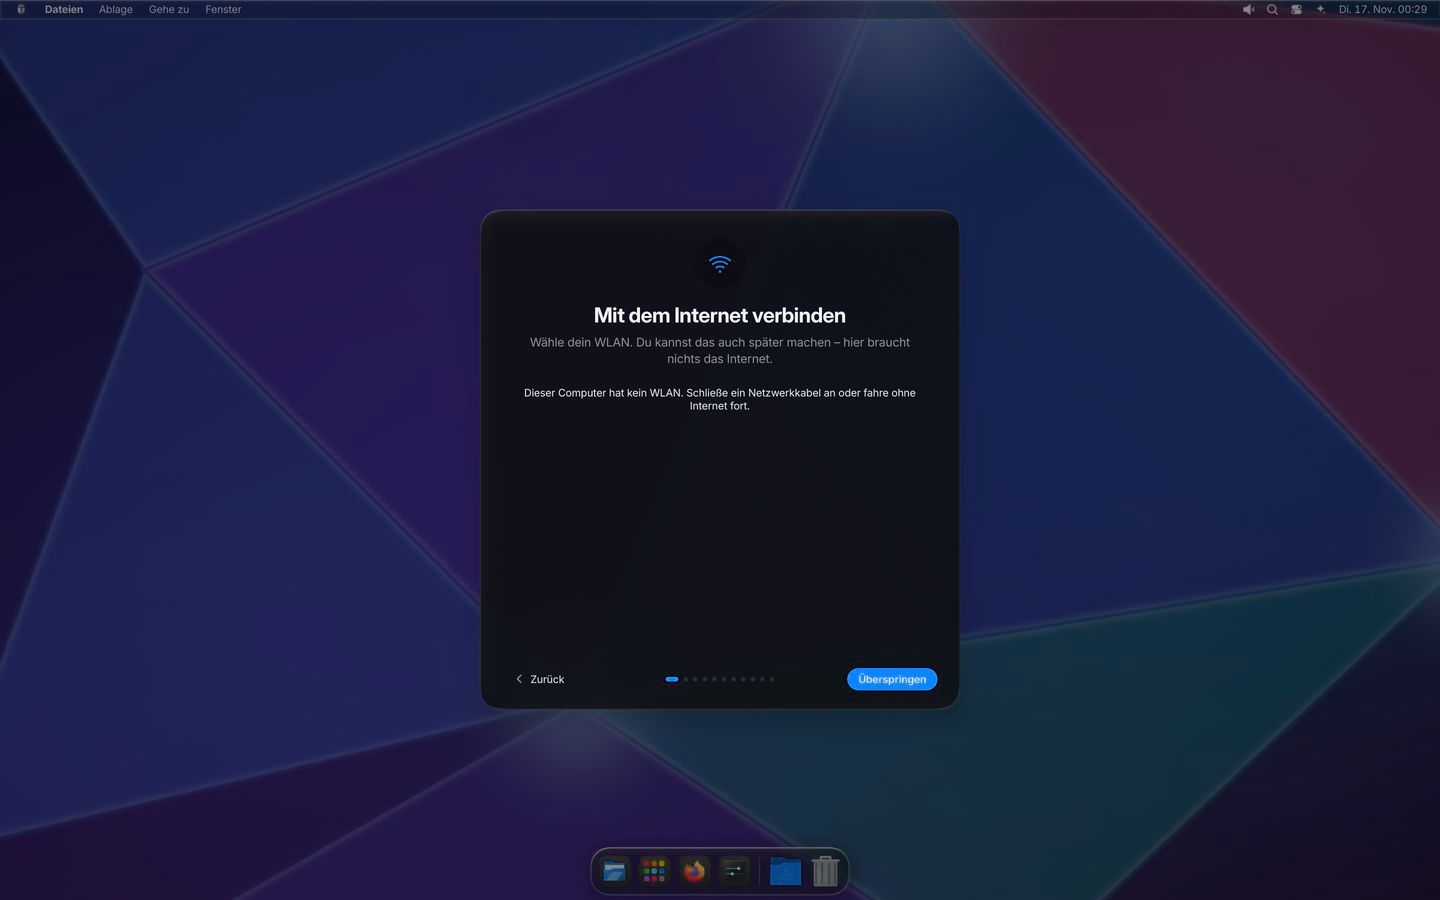 Dateien Ablage Gehe zu Fenster
Di. 17. Nov. 00:29
Mit dem Internet verbinden
Wähle dein WLAN. Du kannst das auch später machen – hier braucht
nichts das Internet.
Dieser Computer hat kein WLAN. Schließe ein Netzwerkkabel an oder fahre ohne
Internet fort.
Zurück
Überspringen